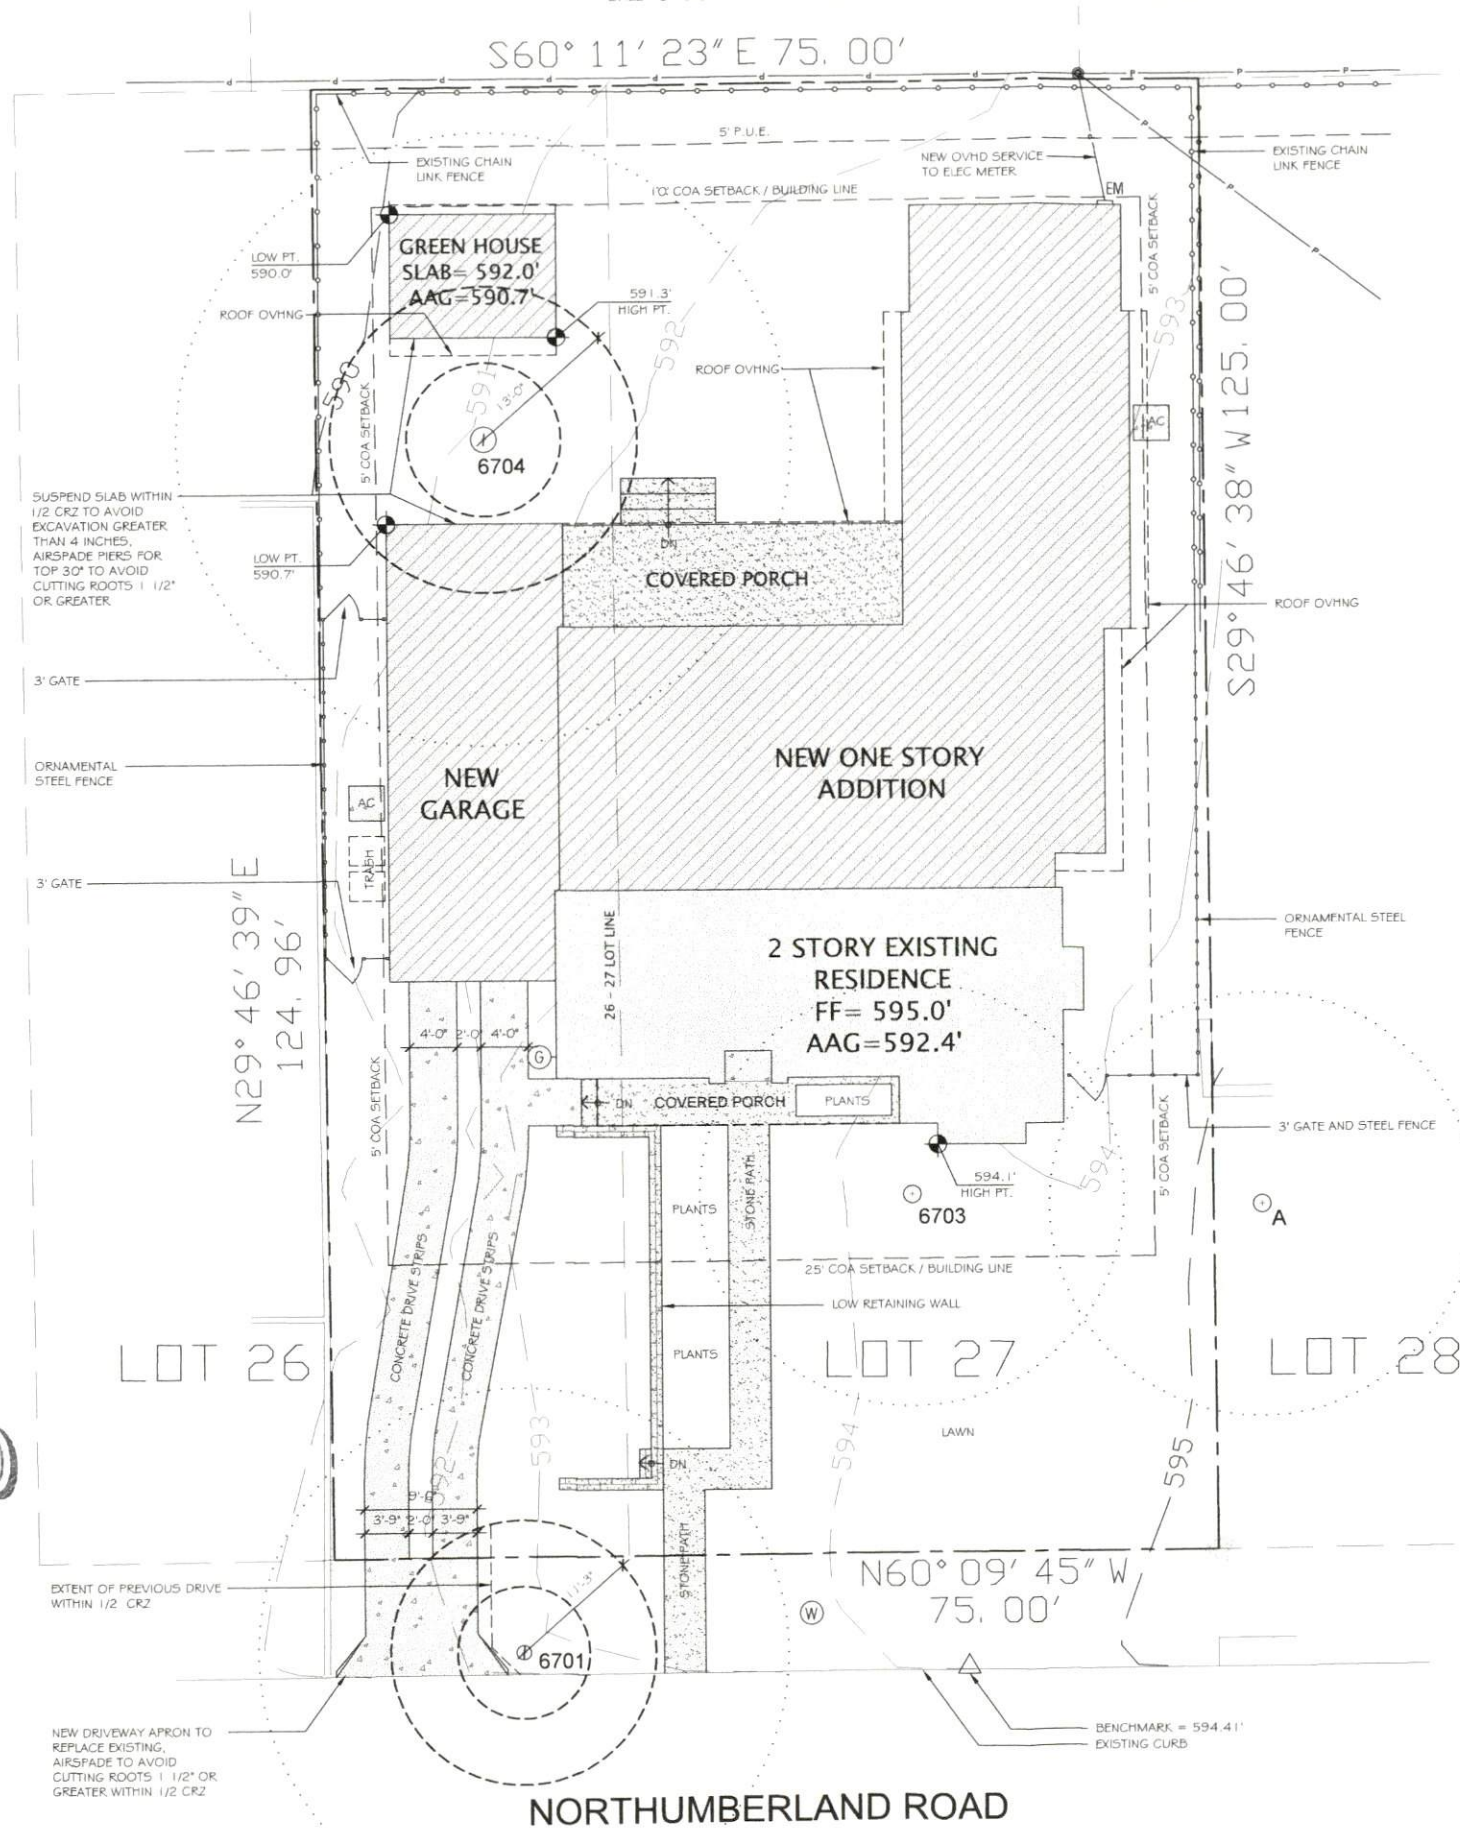 S60° 11' 23" E 75. 00'
5' P.U.E.
EXISTING CHAIN
LINK FENCE
NEW OVHD SERVICE
TO ELEC METER
EXISTING CHAIN
LINK FENCE
10' COA SETBACK / BUILDING LINE
EM
5' COA SETBACK
LOW PT.
590.0'
GREEN HOUSE
SLAB= 592.0'
AAG=590.7'
591.3'
HIGH PT.
ROOF OVHNG
592
593
S29° 46' 38" W 125. 00'
ROOF OVHNG
590
591
13'-0"
5' COA SETBACK
AC
6704
SUSPEND SLAB WITHIN
1/2 CRZ TO AVOID
EXCAVATION GREATER
THAN 4 INCHES,
AIRSPADE PIERS FOR
TOP 30" TO AVOID
CUTTING ROOTS 1 1/2"
OR GREATER
LOW PT.
590.7'
DN
COVERED PORCH
ROOF OVHNG
3' GATE
ORNAMENTAL
STEEL FENCE
NEW
GARAGE
NEW ONE STORY
ADDITION
AC
TRASH
3' GATE
N29° 46' 39" E
124. 96'
26 - 27 LOT LINE
ORNAMENTAL STEEL
FENCE
2 STORY EXISTING
RESIDENCE
FF= 595.0'
AAG=592.4'
4'-0" 2'-0" 4'-0"
G
5' COA SETBACK
DN
COVERED PORCH
PLANTS
5' COA SETBACK
3' GATE AND STEEL FENCE
594.1'
HIGH PT.
594
STONE PATH
PLANTS
6703
A
CONCRETE DRIVE STRIPS
CONCRETE DRIVE STRIPS
25' COA SETBACK / BUILDING LINE
LOW RETAINING WALL
PLANTS
LOT 26
LOT 27
LOT 28
LAWN
592
593
594
595
DN
9'-6"
3'-9" 2'-0" 3'-9"
STONE PATH
N60° 09' 45" W
75. 00'
EXTENT OF PREVIOUS DRIVE
WITHIN 1/2 CRZ
11'-3"
W
6701
NEW DRIVEWAY APRON TO
REPLACE EXISTING,
AIRSPADE TO AVOID
CUTTING ROOTS 1 1/2" OR
GREATER WITHIN 1/2 CRZ
BENCHMARK = 594.41'
EXISTING CURB
NORTHUMBERLAND ROAD